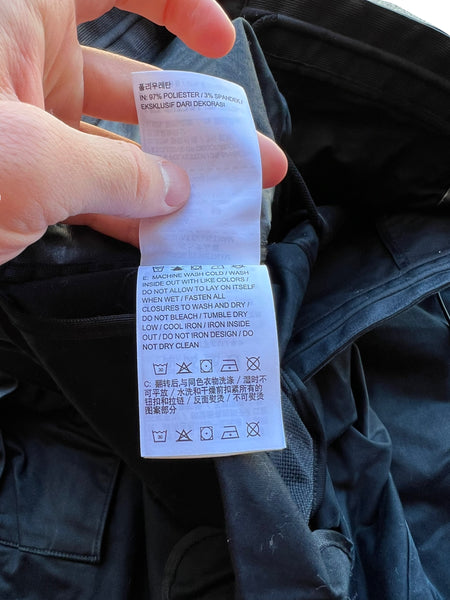 폴리우레탄
IN: 97% POLIESTER / 3% SPANDEK /
EKSKLUSIF DARI DEKORASI
E: MACHINE WASH COLD / WASH
INSIDE OUT WITH LIKE COLORS /
DO NOT ALLOW TO LAY ON ITSELF
WHEN WET / FASTEN ALL
CLOSURES TO WASH AND DRY /
DO NOT BLEACH / TUMBLE DRY
LOW / COOL IRON / IRON INSIDE
OUT / DO NOT IRON DESIGN / DO
NOT DRY CLEAN
C: 翻转后,与同色衣物洗涤 / 湿时不
可平放 / 水洗和干燥前扣紧所有的
钮扣和拉链 / 反面熨烫 / 不可熨烫
图案部分